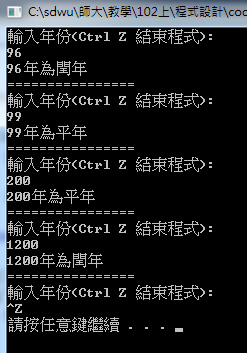 C:\sdwu\師大\教學\102上\程式設計\coc
輸入年份(Ctrl Z 結束程式):
96
96年為閏年
===============
輸入年份(Ctrl Z 結束程式):
99
99年為平年
===============
輸入年份(Ctrl Z 結束程式):
200
200年為平年
===============
輸入年份(Ctrl Z 結束程式):
1200
1200年為閏年
===============
輸入年份(Ctrl Z 結束程式):
^Z
請按任意鍵繼續 . . .